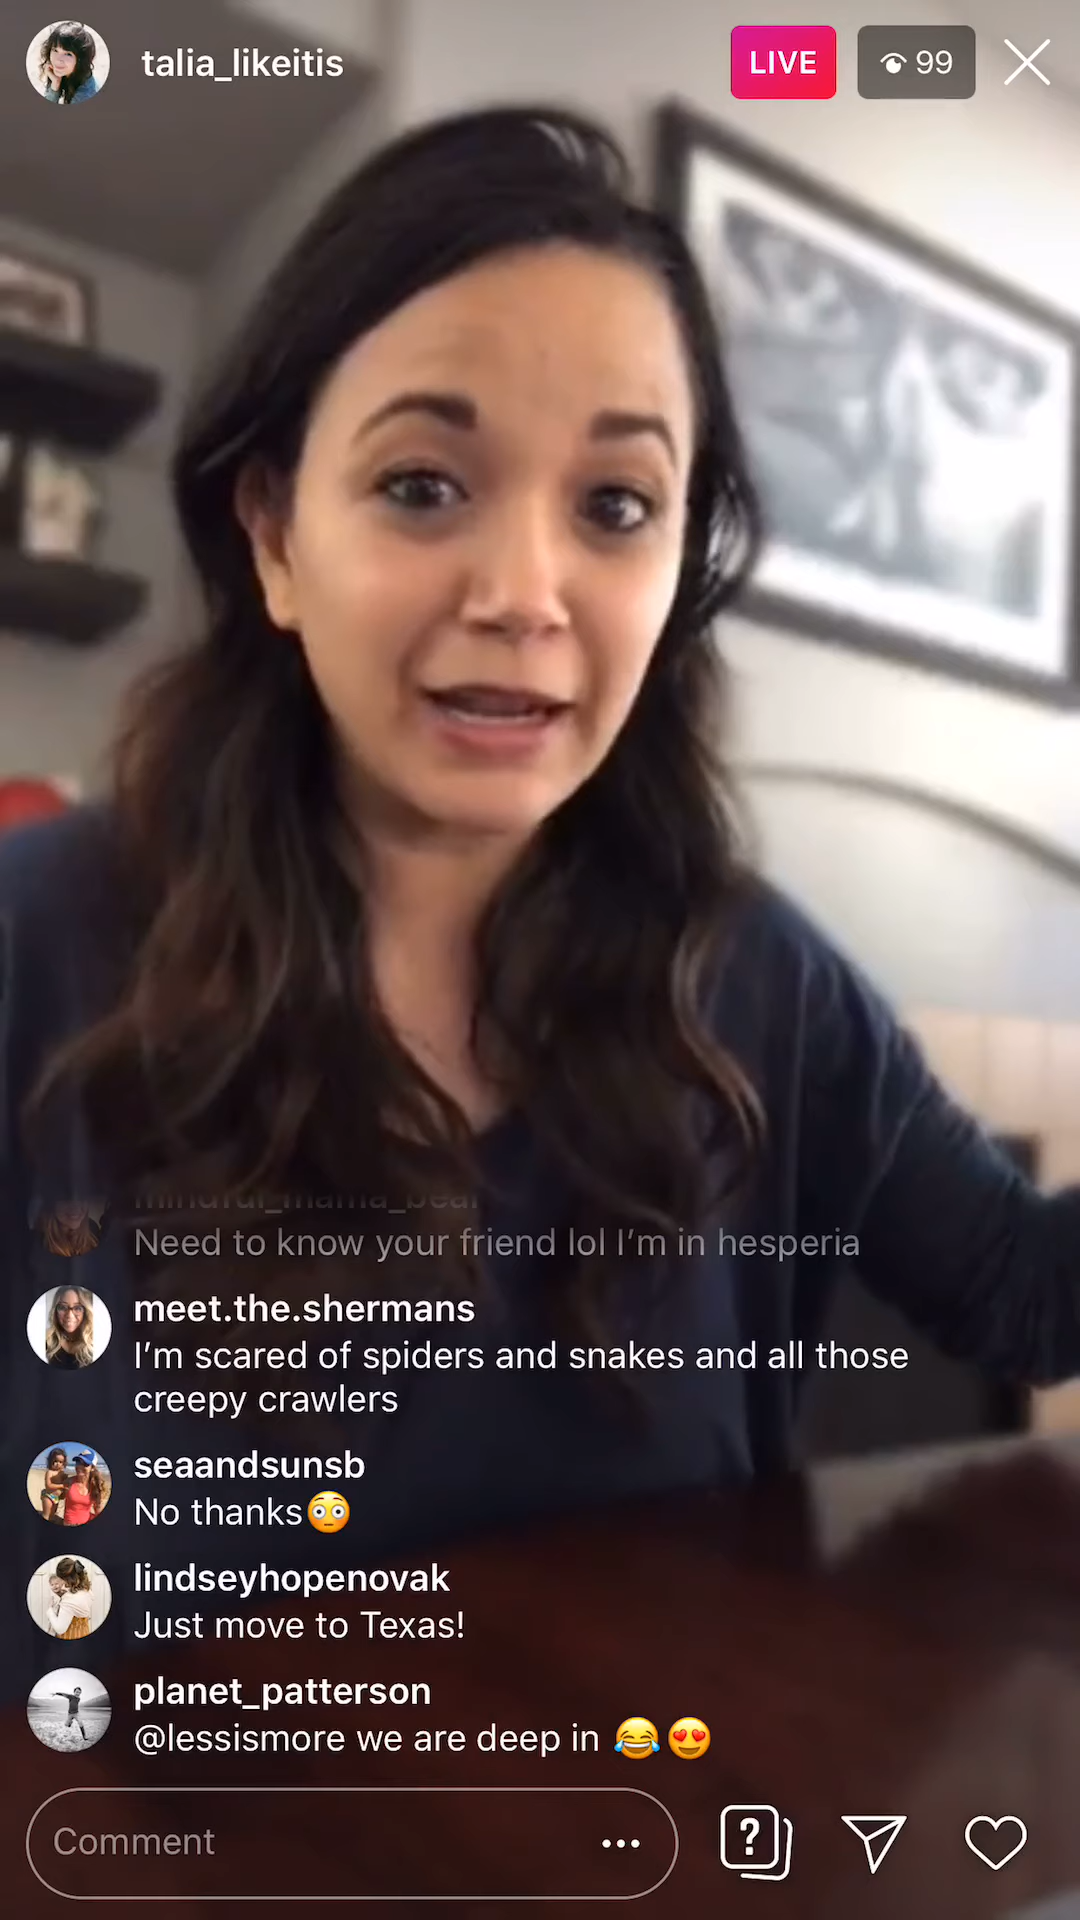 talia_likeitis
LIVE
99
mindful_mama_bear
Need to know your friend lol I’m in hesperia
meet.the.shermans
I’m scared of spiders and snakes and all those
creepy crawlers
seaandsunsb
No thanks😳
lindseyhopenovak
Just move to Texas!
planet_patterson
@lessismore we are deep in 😂😍
Comment
?